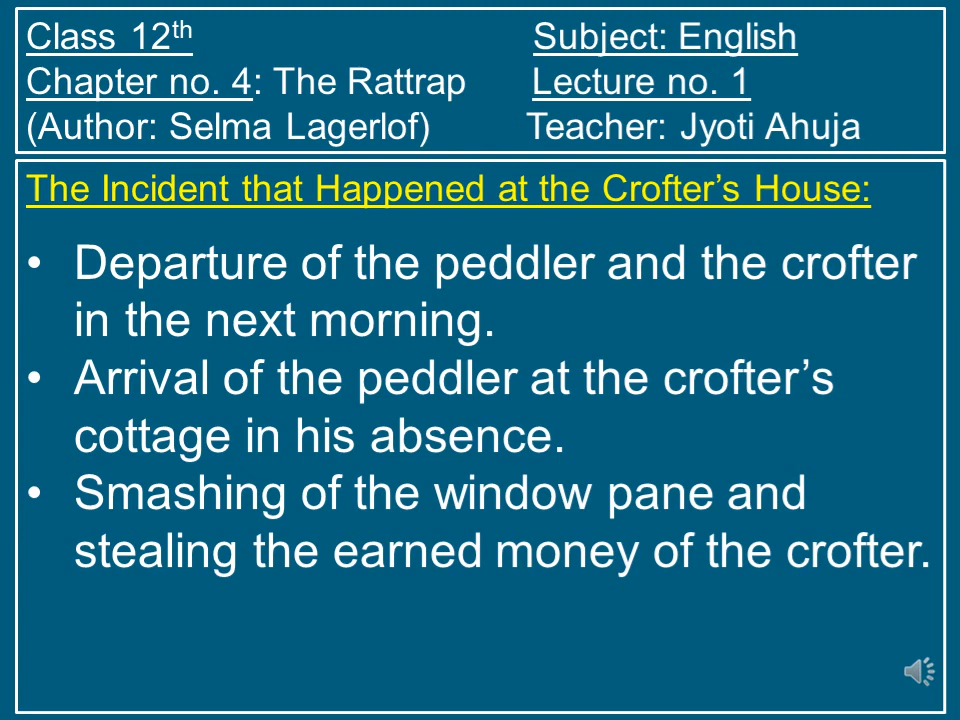 Class 12th Subject: English
Chapter no. 4: The Rattrap Lecture no. 1
(Author: Selma Lagerlof) Teacher: Jyoti Ahuja
The Incident that Happened at the Crofter’s House:
• Departure of the peddler and the crofter
in the next morning.
• Arrival of the peddler at the crofter’s
cottage in his absence.
• Smashing of the window pane and
stealing the earned money of the crofter.